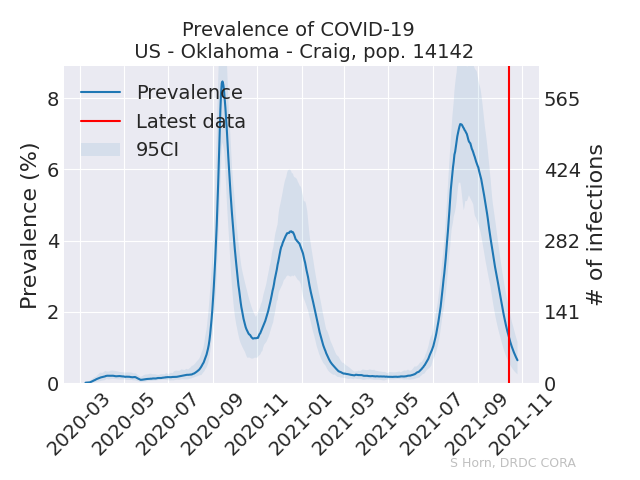 Prevalence of COVID-19
US - Oklahoma - Craig, pop. 14142
Prevalence
Latest data
95CI
Prevalence (%)
8
6
4
2
0
# of infections
565
424
282
141
0
2020-03
2020-05
2020-07
2020-09
2020-11
2021-01
2021-03
2021-05
2021-07
2021-09
2021-11
S Horn, DRDC CORA